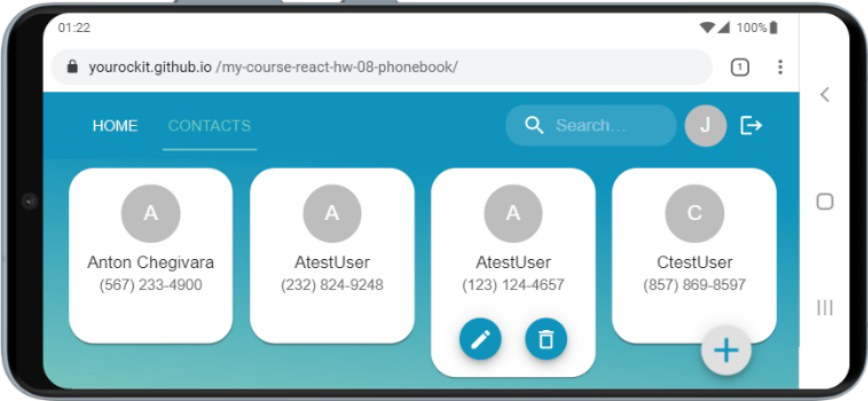 01:22 100%
yourockit.github.io /my-course-react-hw-08-phonebook/ 1
HOME CONTACTS Search... J
A A A C
Anton Chegivara AtestUser AtestUser CtestUser
(567) 233-4900 (232) 824-9248 (123) 124-4657 (857) 869-8597